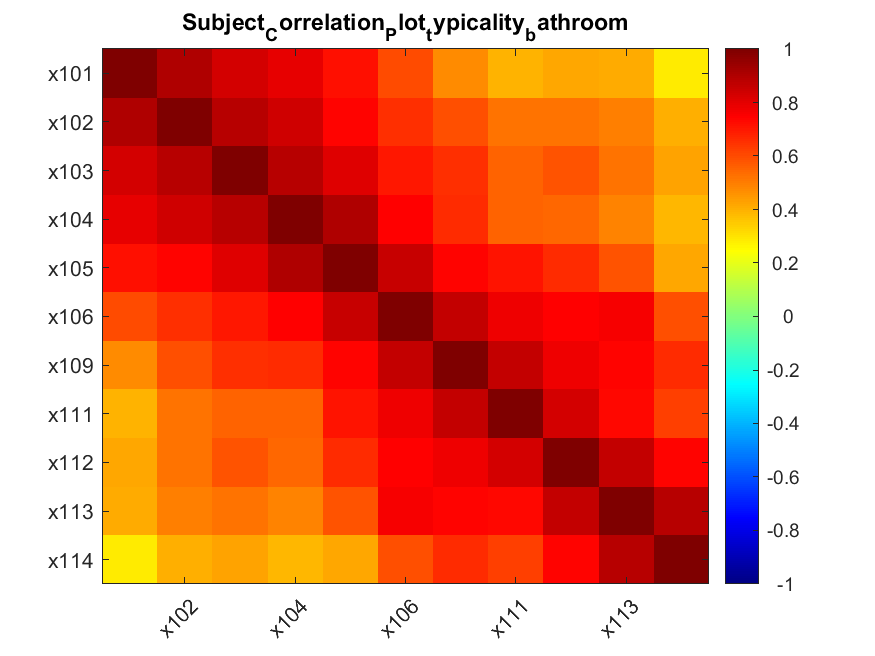 Subject_Correlation_Plot_typicality_bathroom
x101
x102
x103
x104
x105
x106
x109
x111
x112
x113
x114
x102
x104
x106
x111
x113
1
0.8
0.6
0.4
0.2
0
-0.2
-0.4
-0.6
-0.8
-1